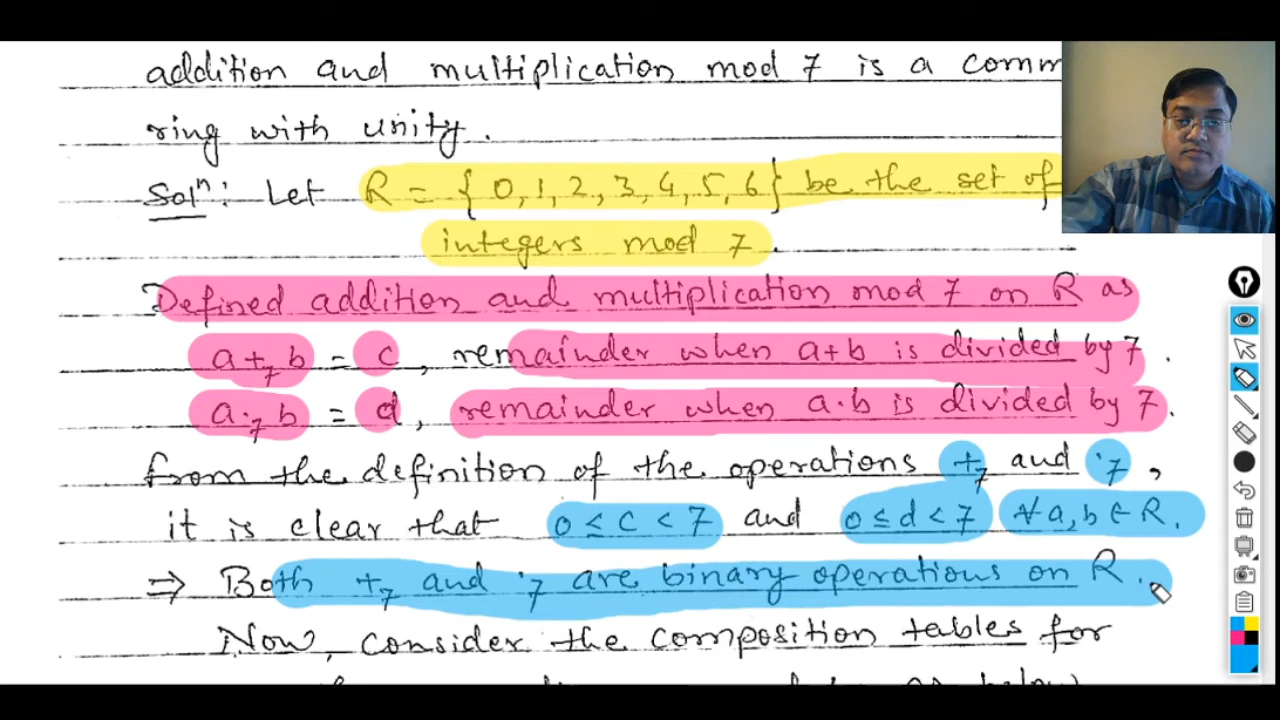 addition and multiplication mod 7 is a comm
ring with unity.
Solⁿ: Let R = { 0, 1, 2, 3, 4, 5, 6 } be the set of
integers mod 7.
Defined addition and multiplication mod 7 on R as
a +₇ b = c, remainder when a+b is divided by 7.
a ·₇ b = d, remainder when a·b is divided by 7.
from the definition of the operations +₇ and ·₇,
it is clear that 0 ≤ c < 7 and 0 ≤ d < 7 ∀ a, b ∈ R.
⇒ Both +₇ and ·₇ are binary operations on R.
Now, consider the composition tables for